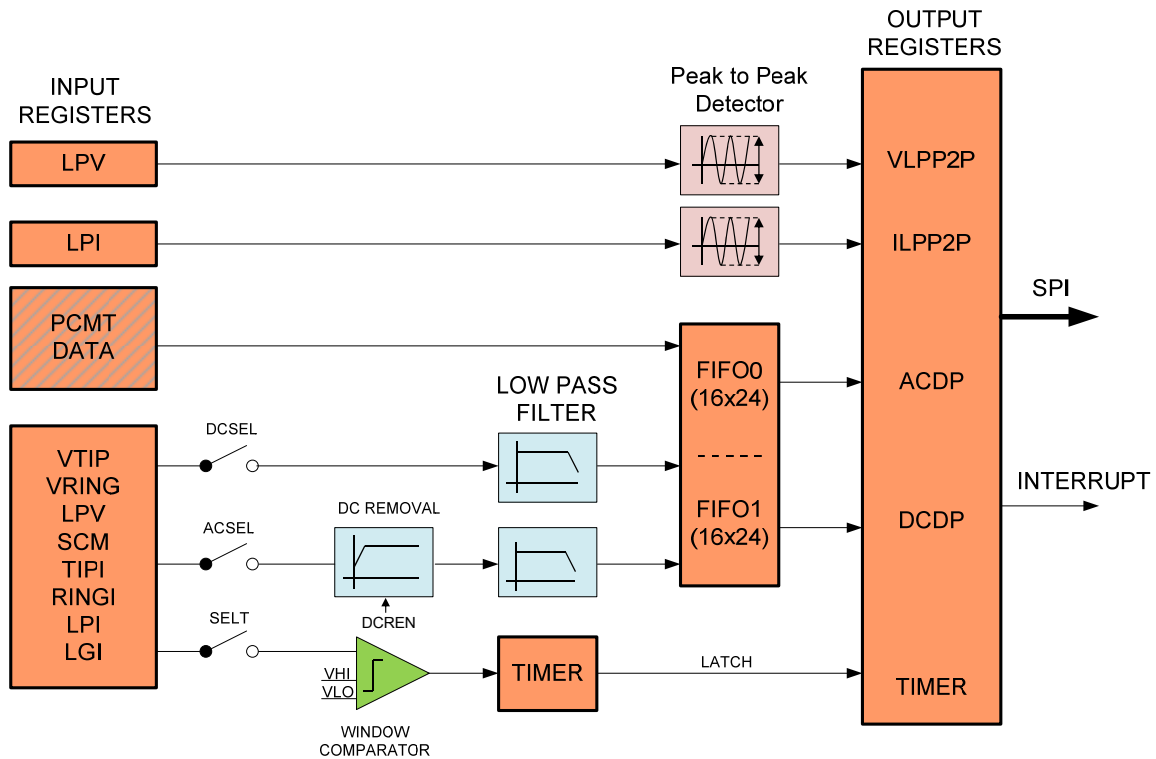 OUTPUT
REGISTERS
INPUT
REGISTERS
Peak to Peak
Detector
LPV
VLPP2P
LPI
ILPP2P
SPI
PCMT
DATA
FIFO0
(16x24)
ACDP
LOW PASS
FILTER
DCSEL
VTIP
VRING
LPV
SCM
TIPI
RINGI
LPI
LGI
INTERRUPT
DC REMOVAL
ACSEL
FIFO1
(16x24)
DCDP
DCREN
SELT
VHI
VLO
TIMER
LATCH
TIMER
WINDOW
COMPARATOR